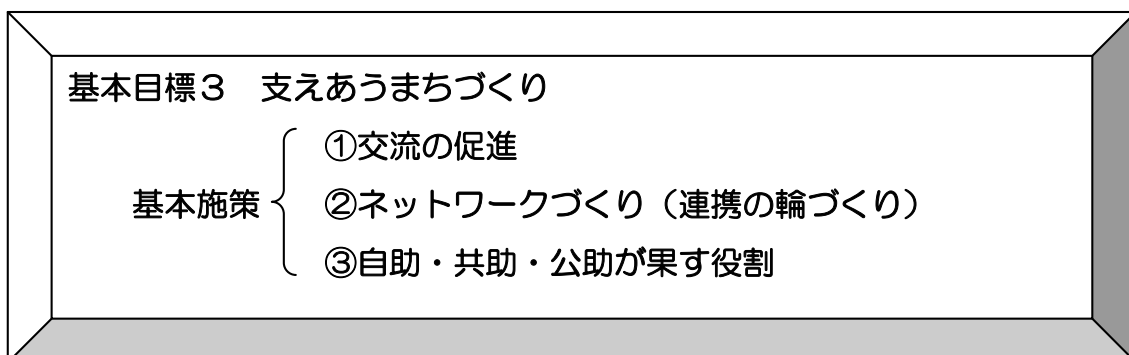 基本目標３　支えあうまちづくり
①交流の促進
基本施策　②ネットワークづくり（連携の輪づくり）
③自助・共助・公助が果す役割